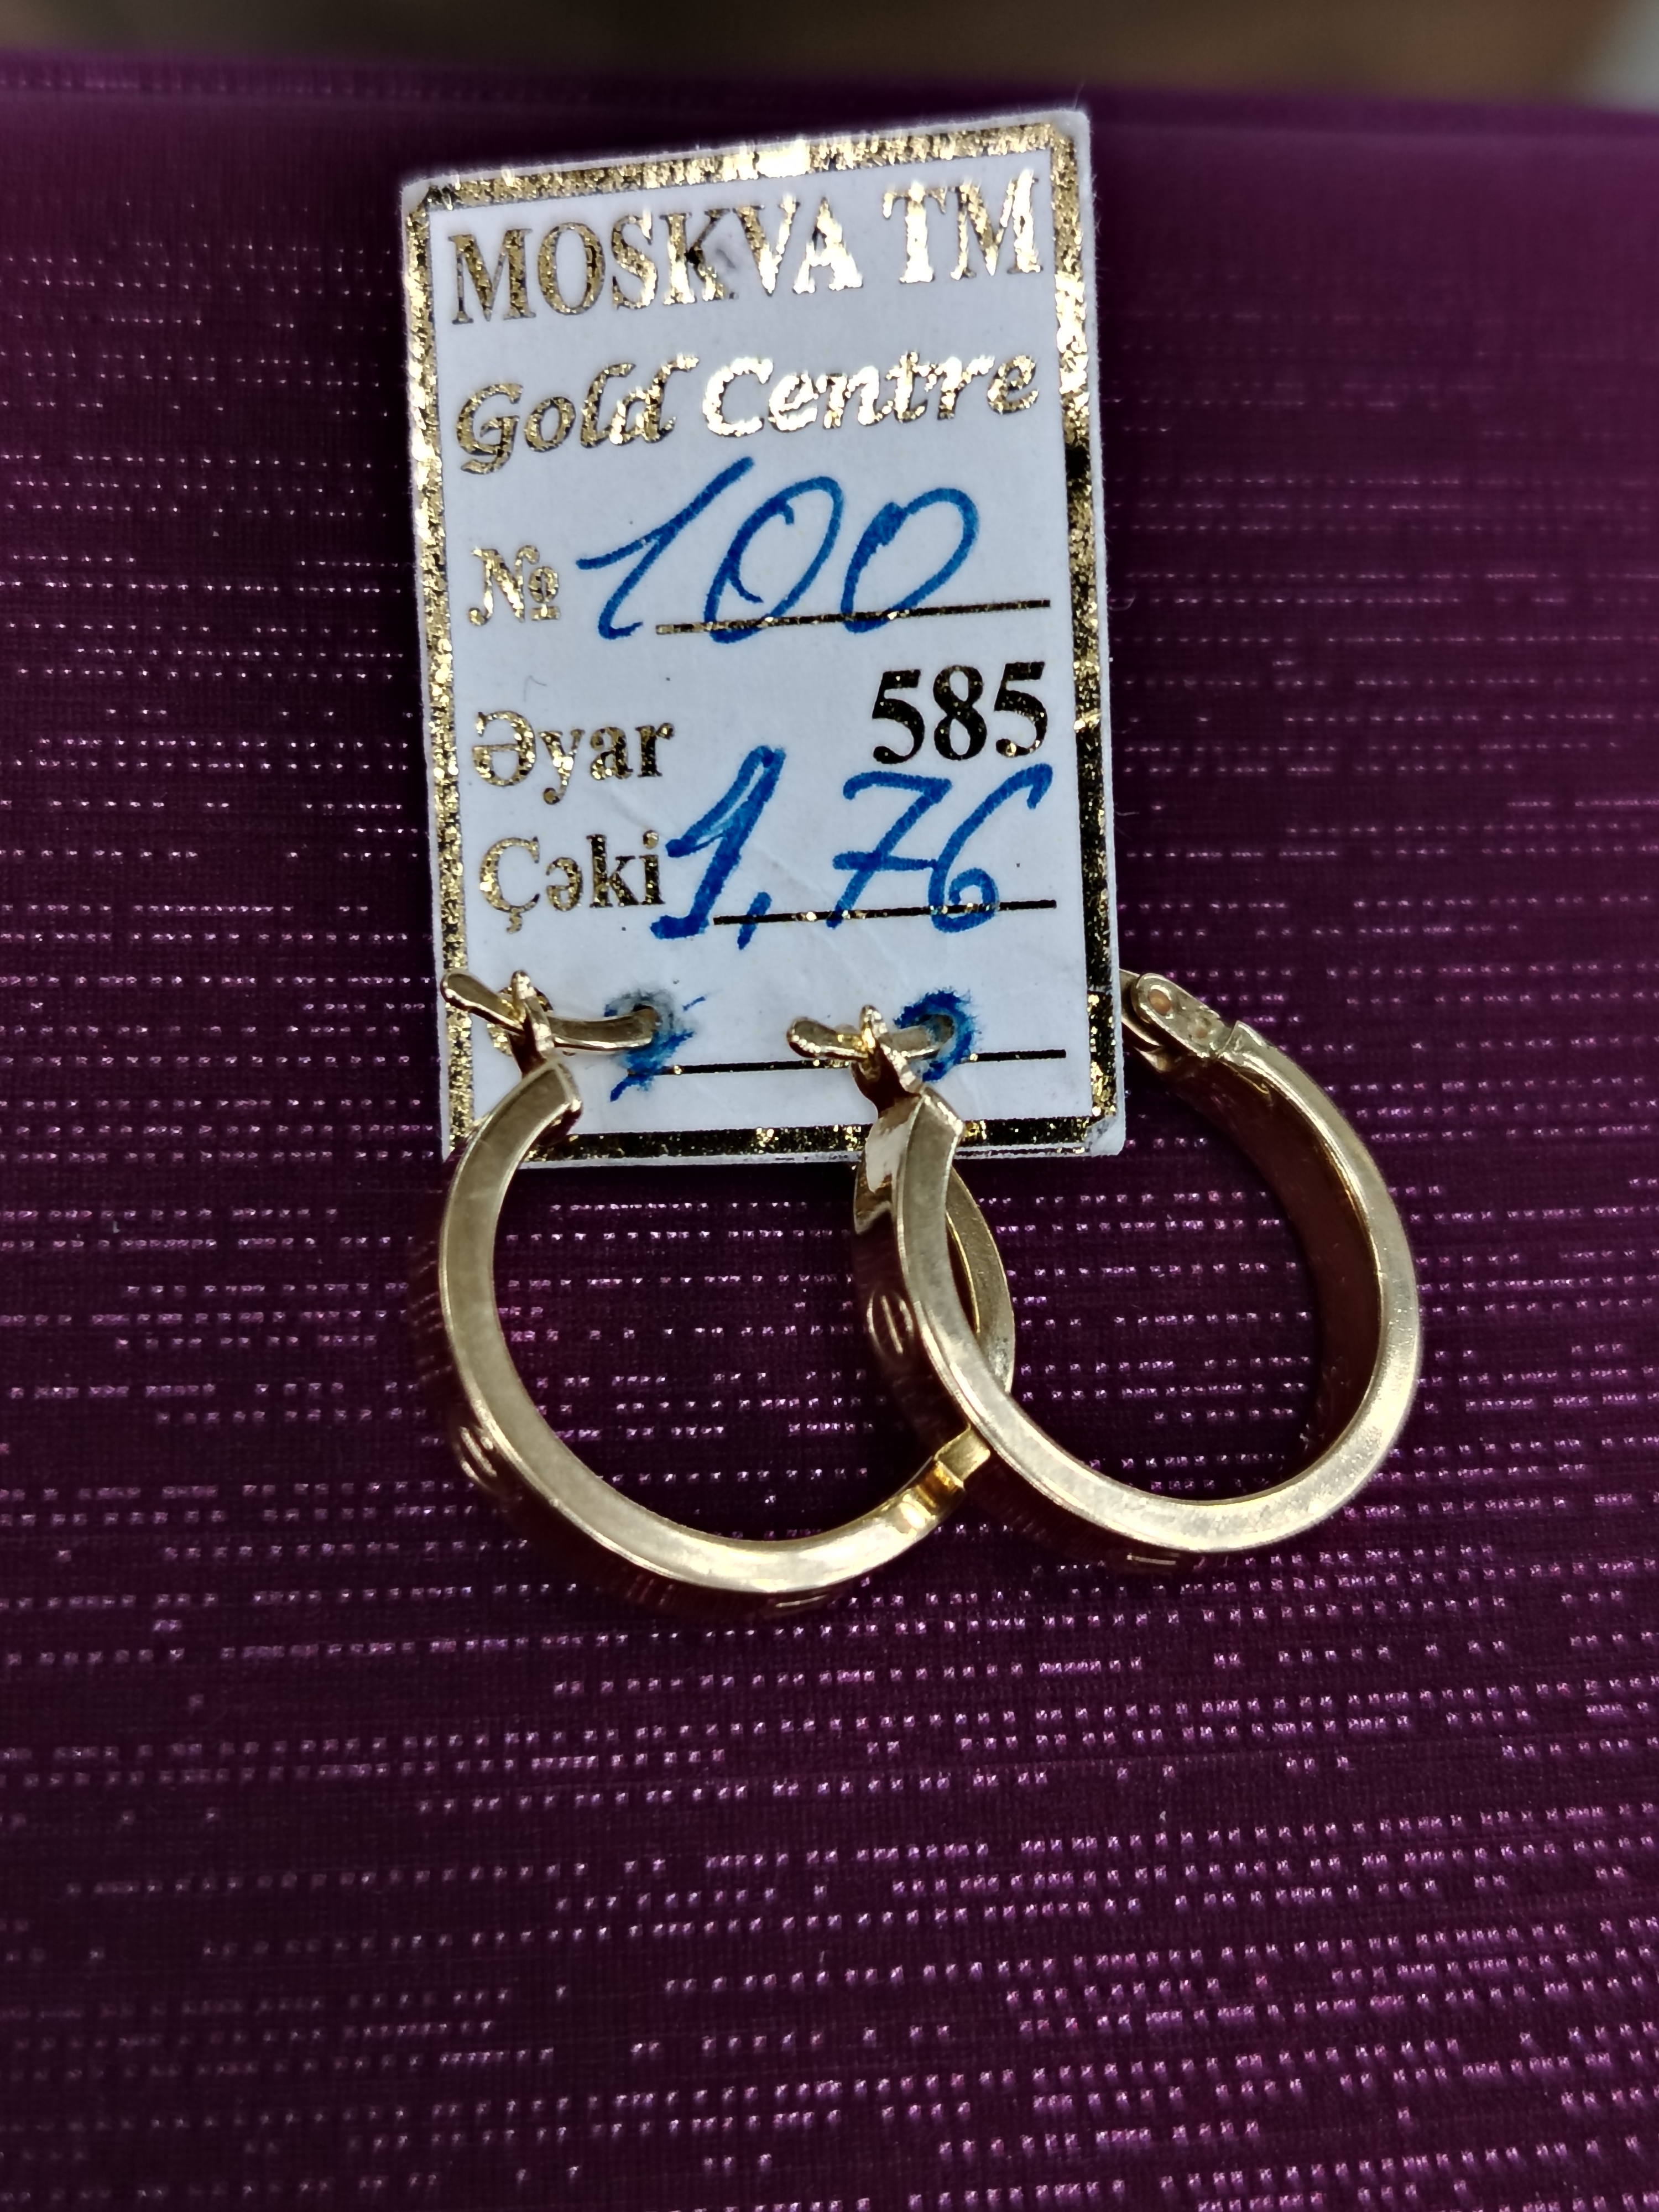 MOSKVA TM
Gold Centre
№ 100
Əyar 585
Çəki 1,76